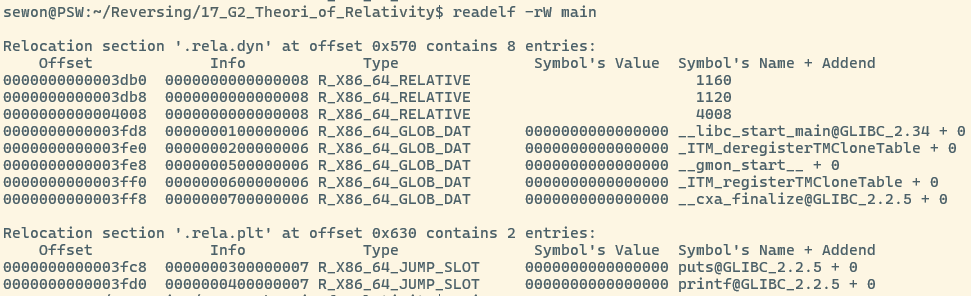 sewon@PSW:~/Reversing/17_G2_Theori_of_Relativity$ readelf -rW main
Relocation section '.rela.dyn' at offset 0x570 contains 8 entries:
    Offset             Info             Type               Symbol's Value  Symbol's Name + Addend
0000000000003db0  0000000000000008 R_X86_64_RELATIVE                         1160
0000000000003db8  0000000000000008 R_X86_64_RELATIVE                         1120
0000000000004008  0000000000000008 R_X86_64_RELATIVE                         4008
0000000000003fd8  0000000100000006 R_X86_64_GLOB_DAT      0000000000000000 __libc_start_main@GLIBC_2.34 + 0
0000000000003fe0  0000000200000006 R_X86_64_GLOB_DAT      0000000000000000 _ITM_deregisterTMCloneTable + 0
0000000000003fe8  0000000500000006 R_X86_64_GLOB_DAT      0000000000000000 __gmon_start__ + 0
0000000000003ff0  0000000600000006 R_X86_64_GLOB_DAT      0000000000000000 _ITM_registerTMCloneTable + 0
0000000000003ff8  0000000700000006 R_X86_64_GLOB_DAT      0000000000000000 __cxa_finalize@GLIBC_2.2.5 + 0
Relocation section '.rela.plt' at offset 0x630 contains 2 entries:
    Offset             Info             Type               Symbol's Value  Symbol's Name + Addend
0000000000003fc8  0000000300000007 R_X86_64_JUMP_SLOT     0000000000000000 puts@GLIBC_2.2.5 + 0
0000000000003fd0  0000000400000007 R_X86_64_JUMP_SLOT     0000000000000000 printf@GLIBC_2.2.5 + 0